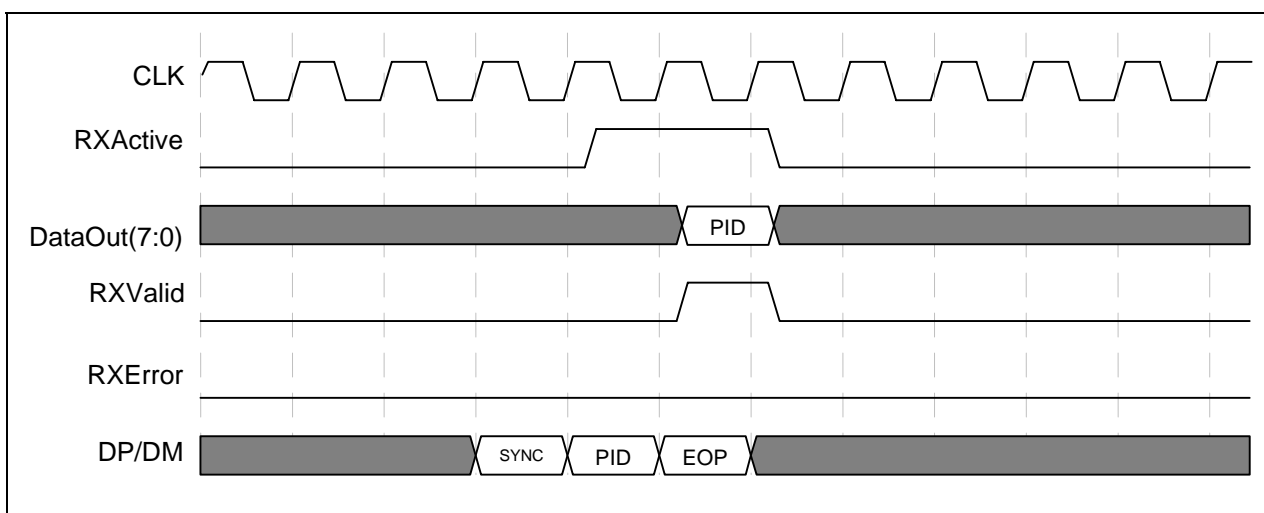 CLK
RXActive
DataOut(7:0) PID
RXValid
RXError
DP/DM SYNC PID EOP